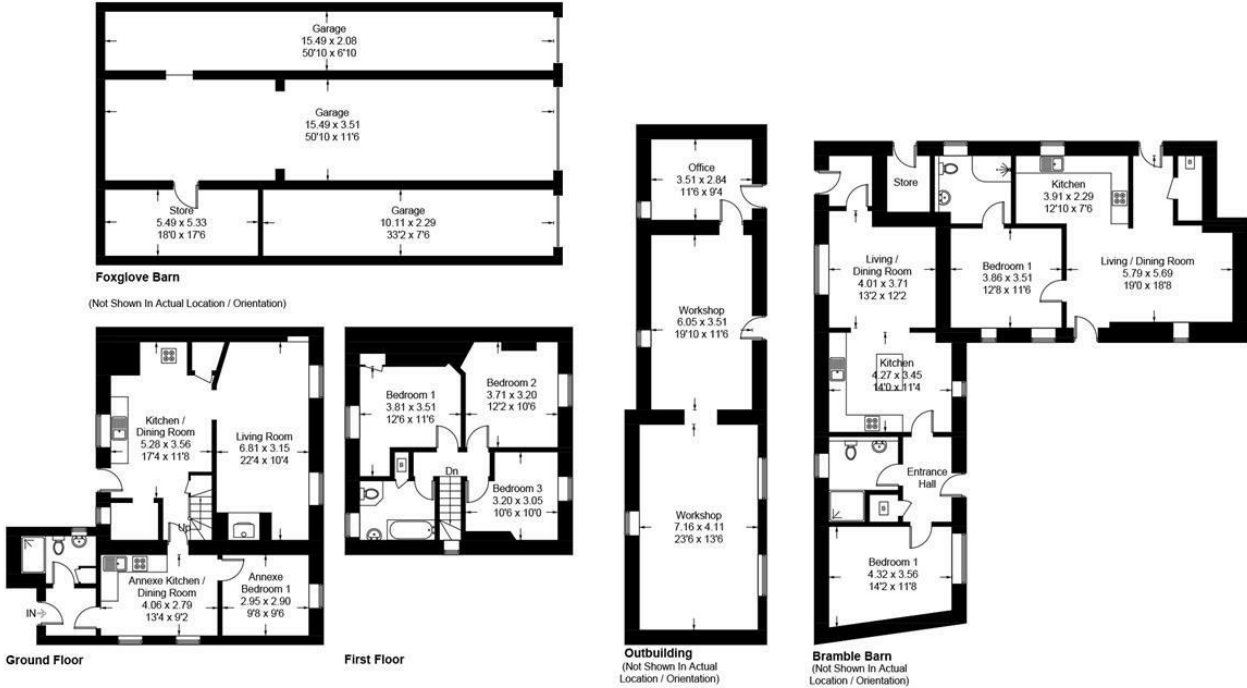 Garage
15.49 x 2.08
50'10 x 6'10
Garage
15.49 x 3.51
50'10 x 11'6
Store
5.49 x 5.33
18'0 x 17'6
Garage
10.11 x 2.29
33'2 x 7'6
Foxglove Barn
(Not Shown In Actual Location / Orientation)
Kitchen /
Dining Room
5.28 x 3.56
17'4 x 11'8
Living Room
6.81 x 3.15
22'4 x 10'4
Up
Annexe Kitchen /
Dining Room
4.06 x 2.79
13'4 x 9'2
Annexe
Bedroom 1
2.95 x 2.90
9'8 x 9'6
IN
Ground Floor
Bedroom 1
3.81 x 3.51
12'6 x 11'6
Bedroom 2
3.71 x 3.20
12'2 x 10'6
Dn
Bedroom 3
3.20 x 3.05
10'6 x 10'0
First Floor
Office
3.51 x 2.84
11'6 x 9'4
Workshop
6.05 x 3.51
19'10 x 11'6
Workshop
7.16 x 4.11
23'6 x 13'6
Outbuilding
(Not Shown In Actual
Location / Orientation)
Store
Kitchen
3.91 x 2.29
12'10 x 7'6
Living /
Dining Room
4.01 x 3.71
13'2 x 12'2
Bedroom 1
3.86 x 3.51
12'8 x 11'6
Living / Dining Room
5.79 x 5.69
19'0 x 18'8
Kitchen
4.27 x 3.45
14'0 x 11'4
Entrance
Hall
Bedroom 1
4.32 x 3.56
14'2 x 11'8
Bramble Barn
(Not Shown In Actual
Location / Orientation)